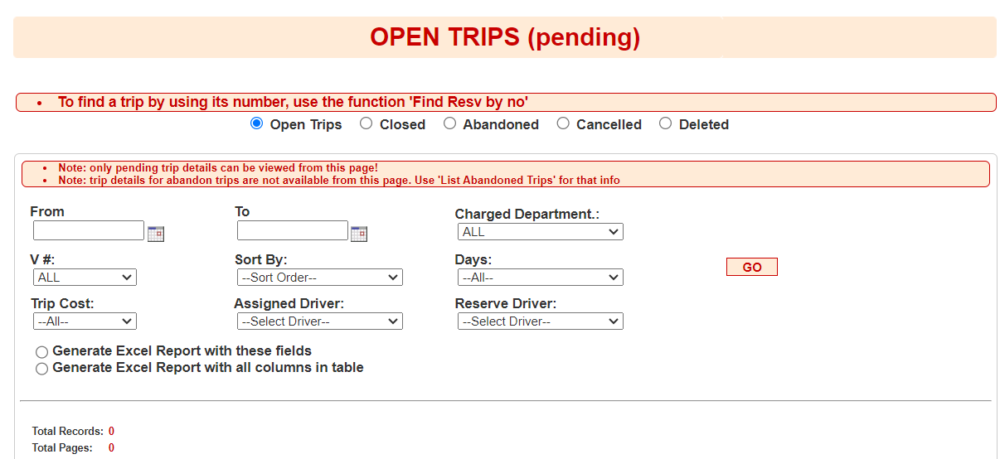 OPEN TRIPS (pending)
• To find a trip by using its number, use the function 'Find Resv by no'
Open Trips Closed Abandoned Cancelled Deleted
• Note: only pending trip details can be viewed from this page!
• Note: trip details for abandon trips are not available from this page. Use 'List Abandoned Trips' for that info
From To Charged Department.:
ALL
V #: Sort By: Days:
ALL --Sort Order-- --All--
GO
Trip Cost: Assigned Driver: Reserve Driver:
--All-- --Select Driver-- --Select Driver--
Generate Excel Report with these fields
Generate Excel Report with all columns in table
Total Records: 0
Total Pages: 0